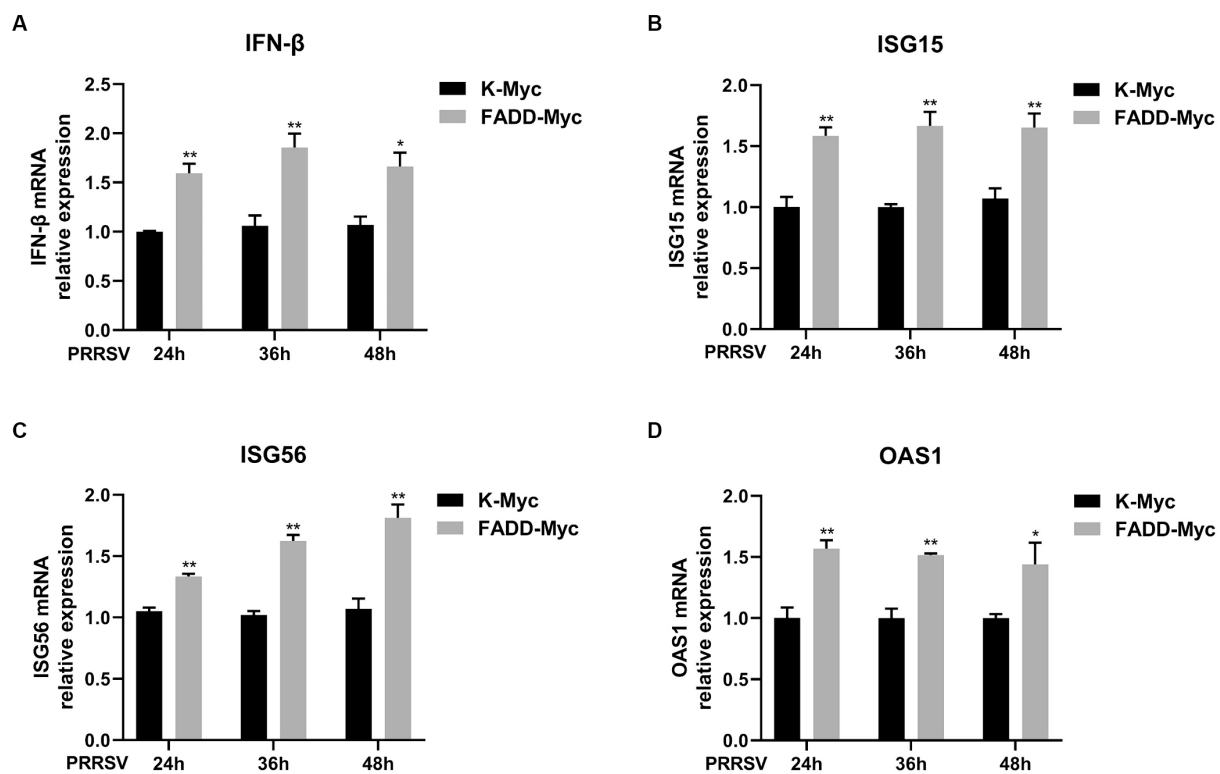 A
IFN-β
IFN-β mRNA
relative expression
2.5
2.0
1.5
1.0
0.5
0.0
** ** *
K-Myc
FADD-Myc
PRRSV 24h 36h 48h
B
ISG15
ISG15 mRNA
relative expression
2.0
1.5
1.0
0.5
0.0
** ** **
K-Myc
FADD-Myc
PRRSV 24h 36h 48h
C
ISG56
ISG56 mRNA
relative expression
2.0
1.5
1.0
0.5
0.0
** ** **
K-Myc
FADD-Myc
PRRSV 24h 36h 48h
D
OAS1
OAS1 mRNA
relative expression
2.0
1.5
1.0
0.5
0.0
** ** *
K-Myc
FADD-Myc
PRRSV 24h 36h 48h